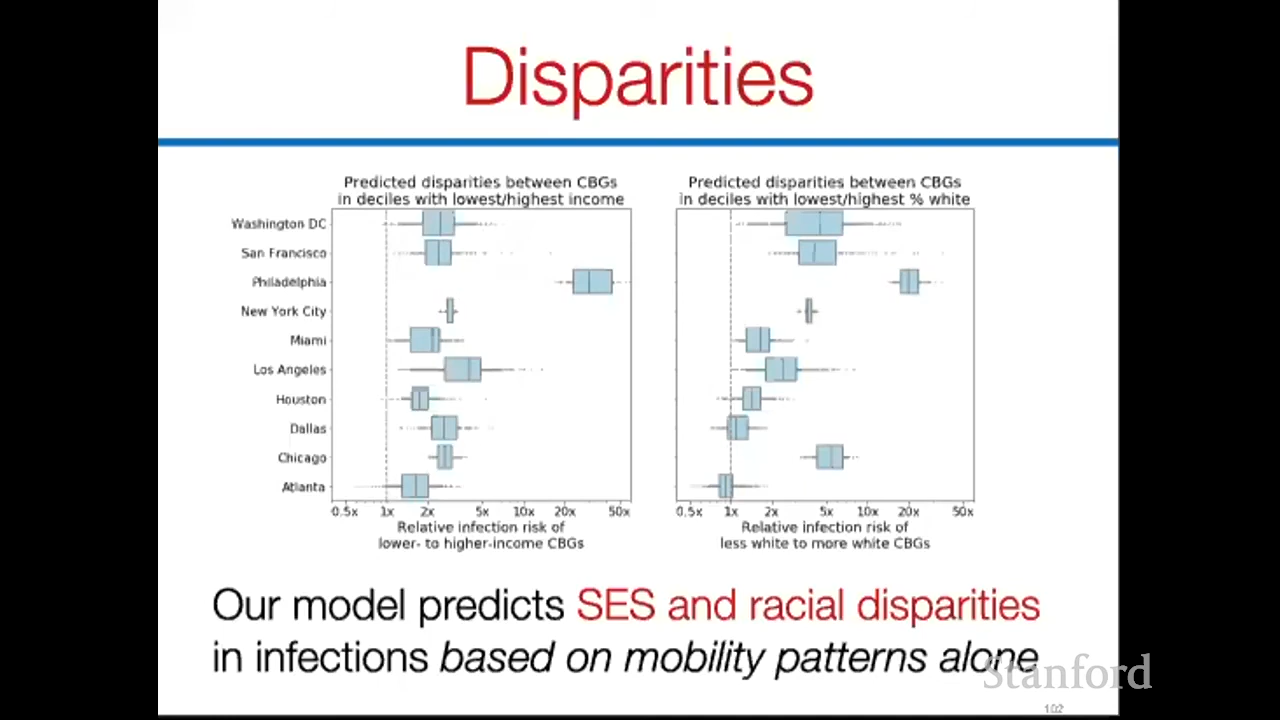 Disparities
Predicted disparities between CBGs
in deciles with lowest/highest income
Predicted disparities between CBGs
in deciles with lowest/highest % white
Washington DC
San Francisco
Philadelphia
New York City
Miami
Los Angeles
Houston
Dallas
Chicago
Atlanta
0.5x 1x 2x 5x 10x 20x 50x
Relative infection risk of
lower- to higher-income CBGs
0.5x 1x 2x 5x 10x 20x 50x
Relative infection risk of
less white to more white CBGs
Our model predicts SES and racial disparities
in infections based on mobility patterns alone
Stanford
102